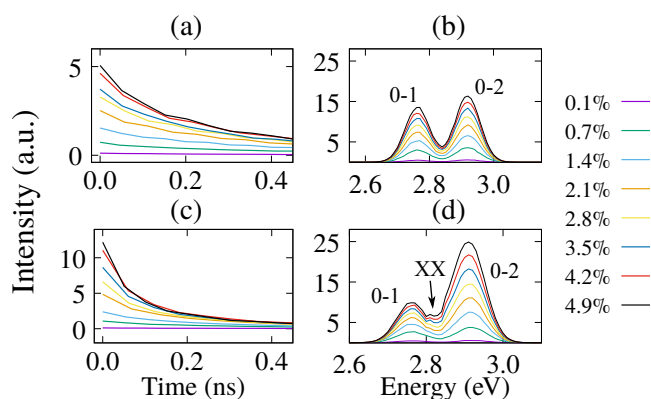 (a)
(b)
5
0
0.0 0.2 0.4
25
15
5
0-1
0-2
2.6 2.8 3.0
(c)
(d)
10
5
0
0.0 0.2 0.4
25
15
5
0-1
XX
0-2
2.6 2.8 3.0
Intensity (a.u.)
Time (ns)
Energy (eV)
0.1%
0.7%
1.4%
2.1%
2.8%
3.5%
4.2%
4.9%